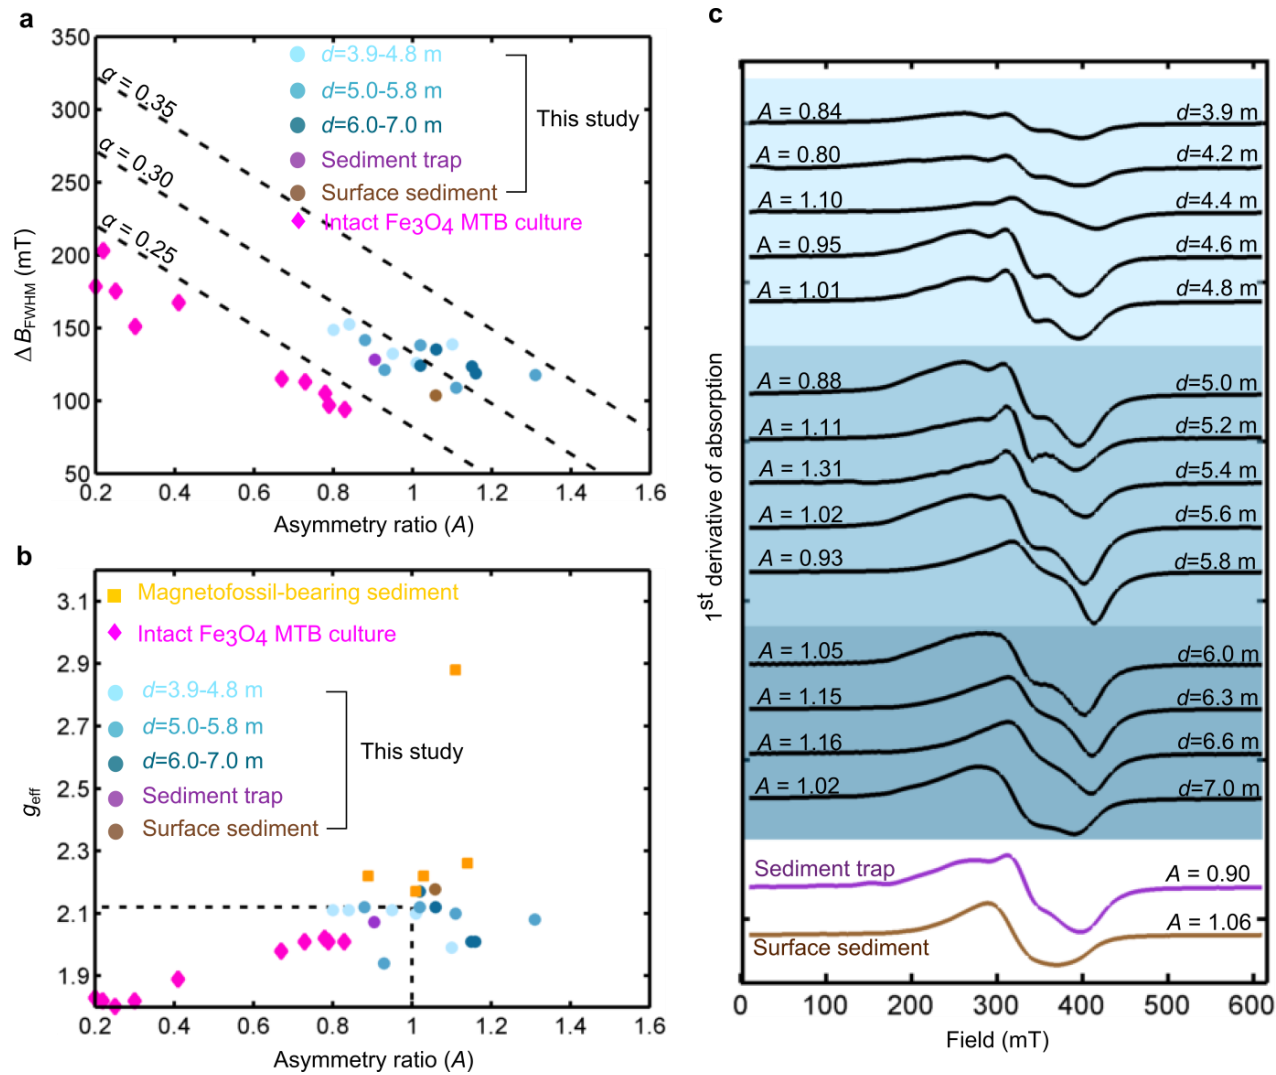 a
350
300
250
200
150
100
50
ΔB_FWHM (mT)
α = 0.35
α = 0.30
α = 0.25
d=3.9-4.8 m
d=5.0-5.8 m
d=6.0-7.0 m
Sediment trap
Surface sediment
This study
Intact Fe3O4 MTB culture
0.2 0.4 0.6 0.8 1 1.2 1.4 1.6
Asymmetry ratio (A)
b
3.1
2.9
2.7
2.5
2.3
2.1
1.9
g_eff
Magnetofossil-bearing sediment
Intact Fe3O4 MTB culture
d=3.9-4.8 m
d=5.0-5.8 m
d=6.0-7.0 m
Sediment trap
Surface sediment
This study
0.2 0.4 0.6 0.8 1 1.2 1.4 1.6
Asymmetry ratio (A)
c
1st derivative of absorption
A = 0.84 d=3.9 m
A = 0.80 d=4.2 m
A = 1.10 d=4.4 m
A = 0.95 d=4.6 m
A = 1.01 d=4.8 m
A = 0.88 d=5.0 m
A = 1.11 d=5.2 m
A = 1.31 d=5.4 m
A = 1.02 d=5.6 m
A = 0.93 d=5.8 m
A = 1.05 d=6.0 m
A = 1.15 d=6.3 m
A = 1.16 d=6.6 m
A = 1.02 d=7.0 m
Sediment trap A = 0.90
Surface sediment A = 1.06
0 100 200 300 400 500 600
Field (mT)